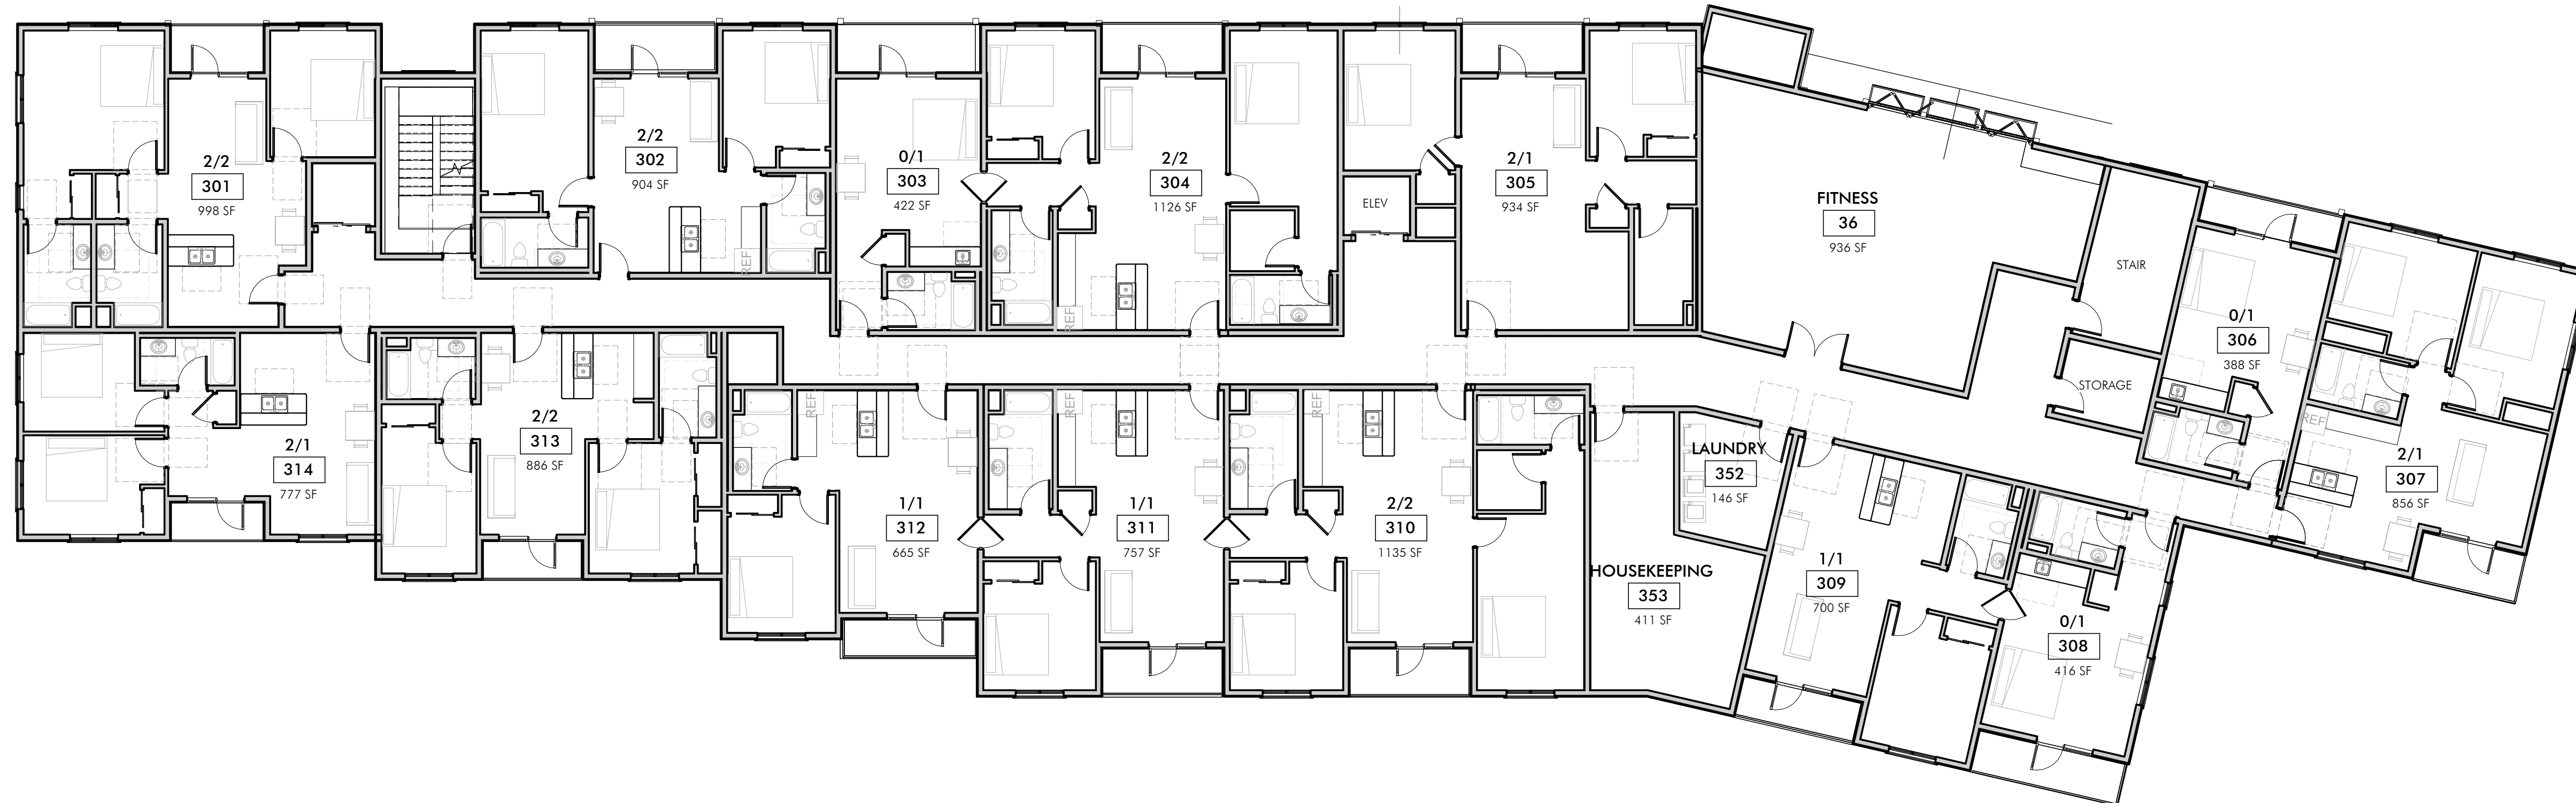 2/2
301
998 SF
2/2
302
904 SF
REF
0/1
303
422 SF
2/2
304
1126 SF
REF
ELEV
2/1
305
934 SF
FITNESS
36
936 SF
STAIR
STORAGE
0/1
306
388 SF
REF
2/1
307
856 SF
2/1
314
777 SF
2/2
313
886 SF
REF
1/1
312
665 SF
REF
1/1
311
757 SF
REF
2/2
310
1135 SF
LAUNDRY
352
146 SF
HOUSEKEEPING
353
411 SF
1/1
309
700 SF
0/1
308
416 SF